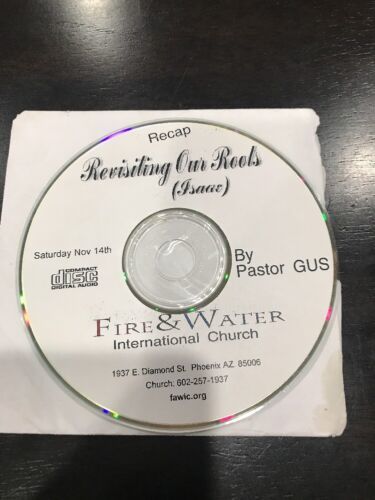 Recap
Revisiting Our Roots
(Isaac)
Saturday Nov 14th
COMPACT
disc
DIGITAL AUDIO
By
Pastor GUS
FIRE & WATER
International Church
1937 E. Diamond St. Phoenix AZ. 85006
Church: 602-257-1937
fawic.org